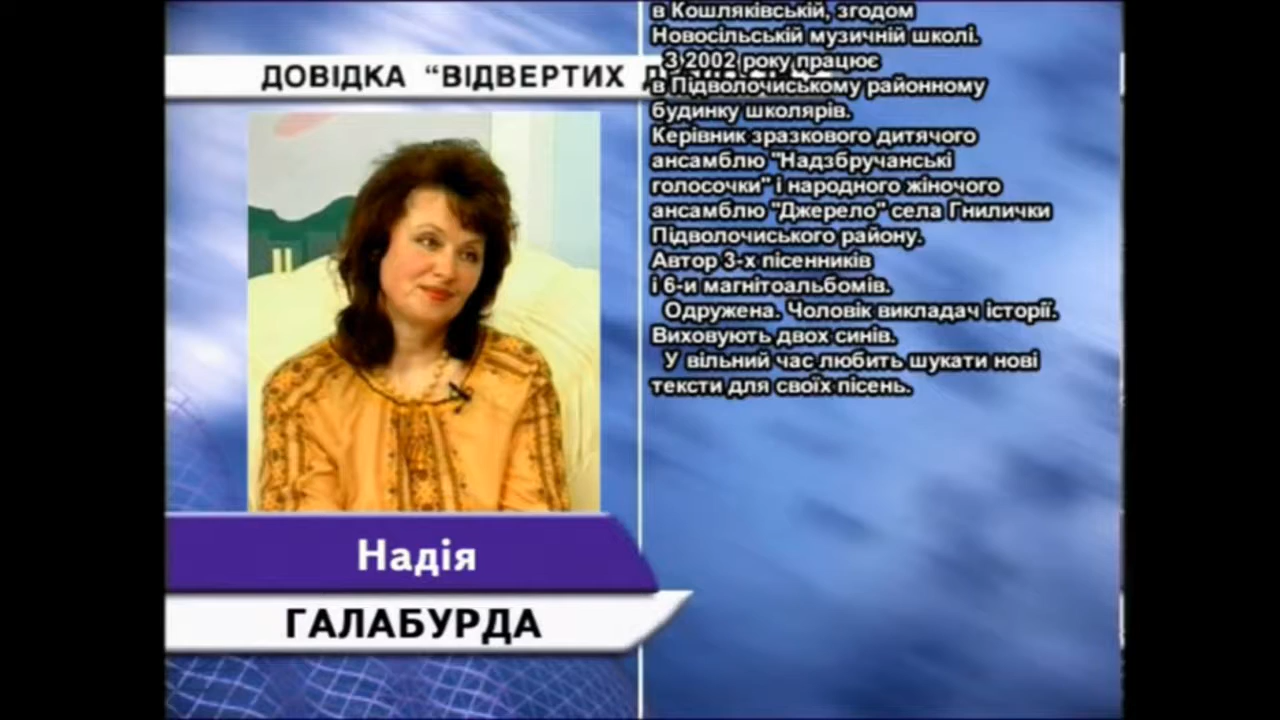 ДОВІДКА “ВІДВЕРТИХ
Надія
ГАЛАБУРДА
в Кошляківській, згодом
Новосільській музичній школі.
З 2002 року працює
в Підволочиському районному
будинку школярів.
Керівник зразкового дитячого
ансамблю "Надзбручанські
голосочки" і народного жіночого
ансамблю "Джерело" села Гнилички
Підволочиського району.
Автор 3-х пісенників
і 6-и магнітоальбомів.
Одружена. Чоловік викладач історії.
Виховують двох синів.
У вільний час любить шукати нові
тексти для своїх пісень.